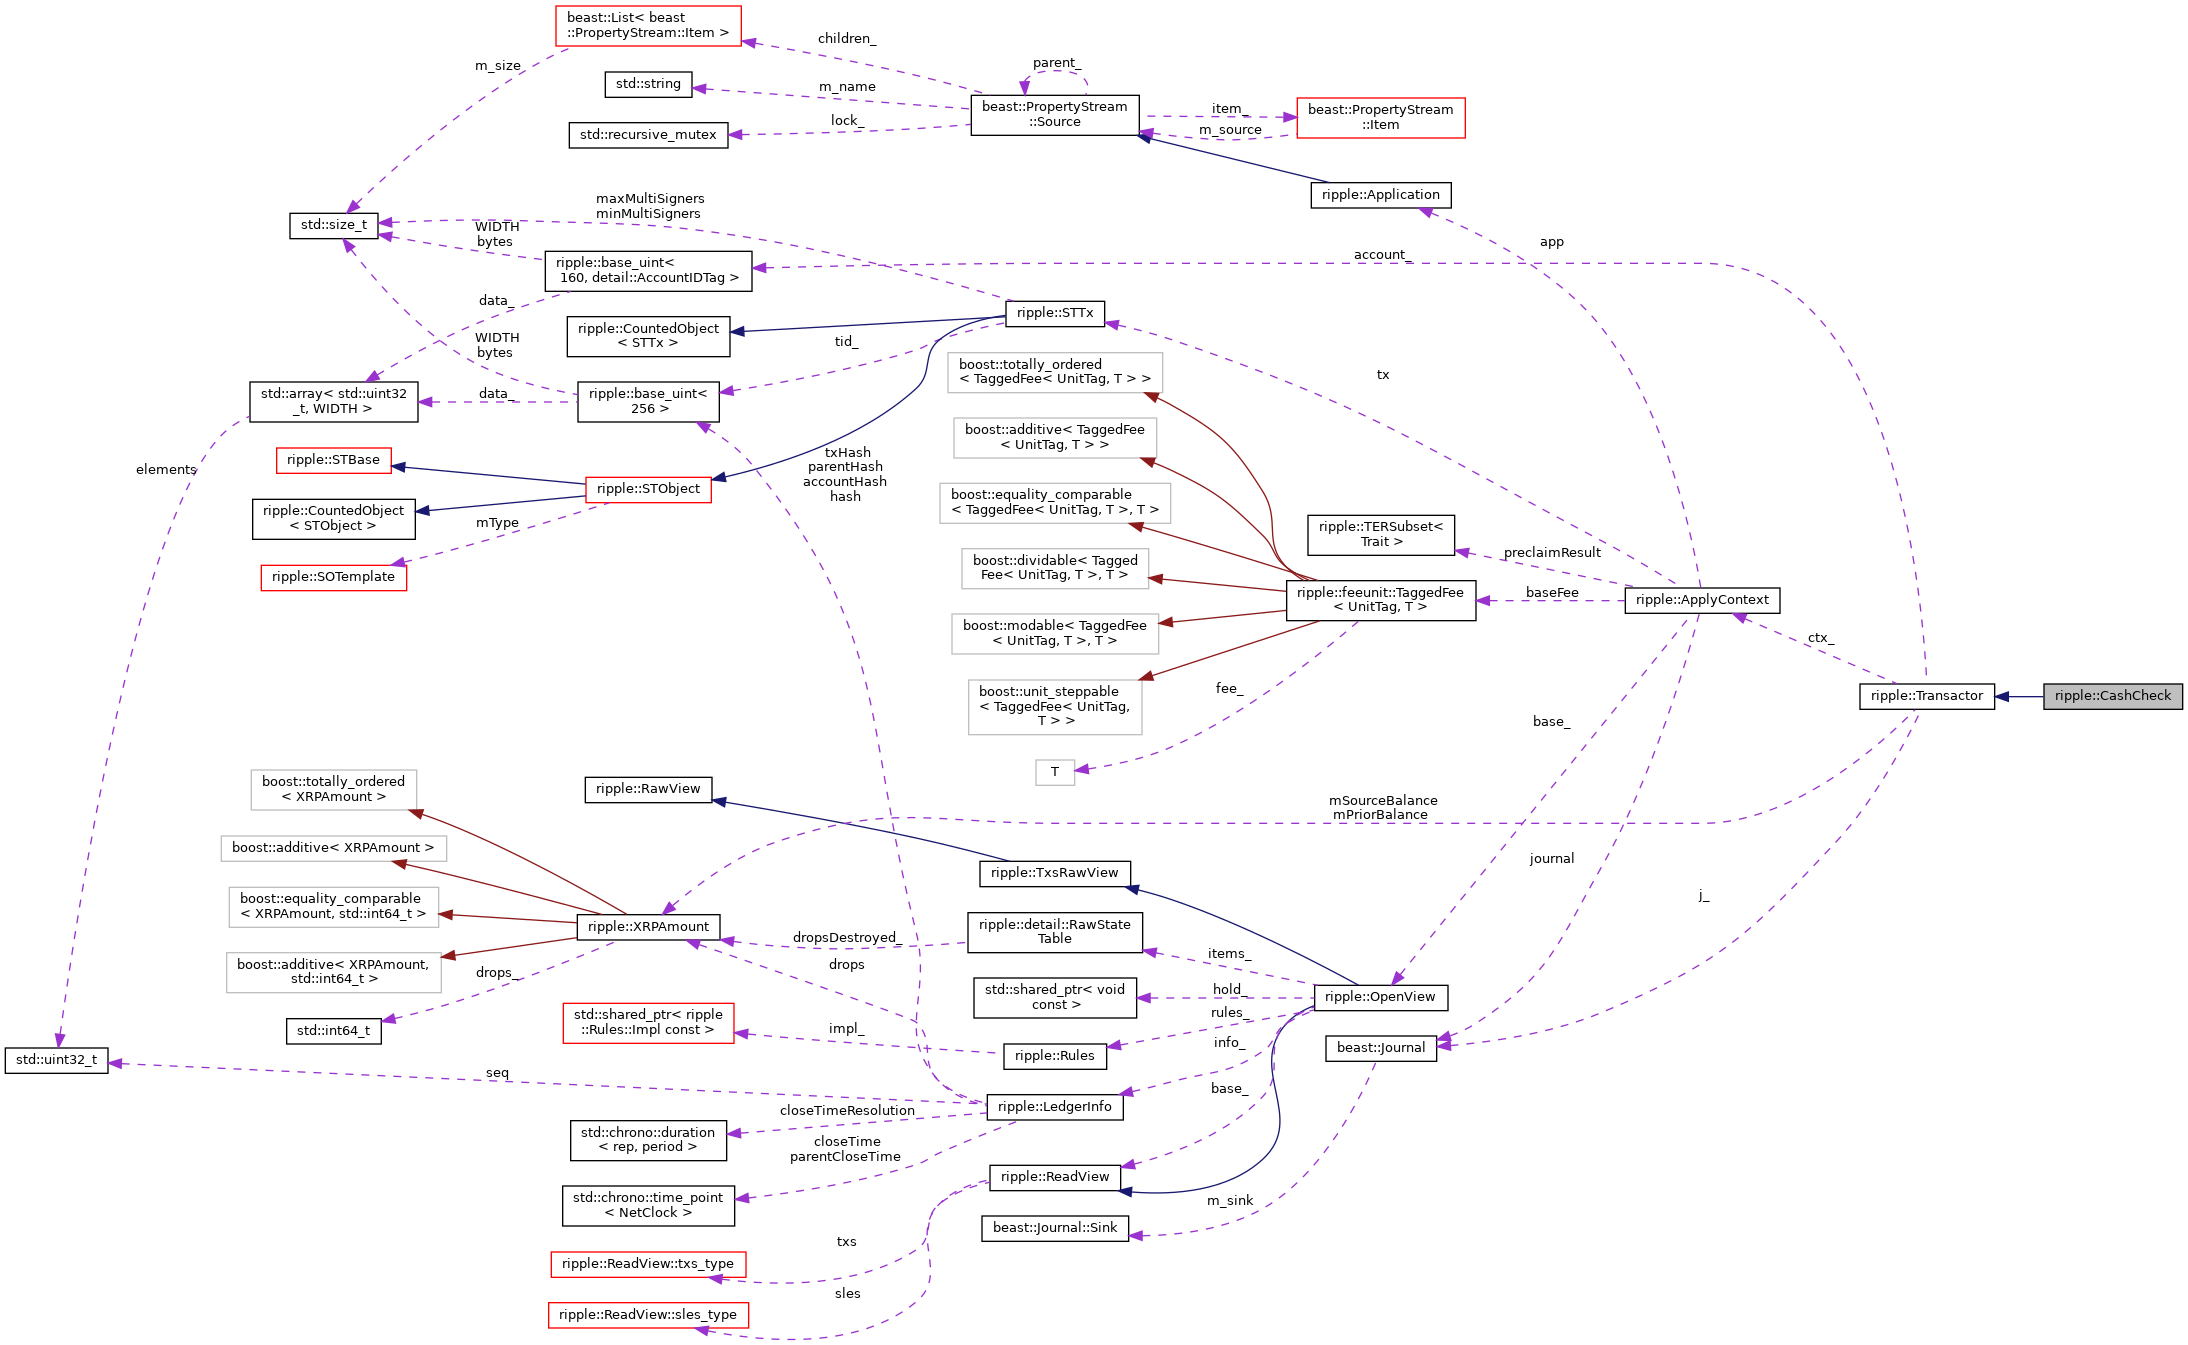 beast::List< beast
::PropertyStream::Item >
children_
parent_
m_size
std::string
m_name
beast::PropertyStream
::Source
item_
beast::PropertyStream
::Item
m_source
std::recursive_mutex
lock_
ripple::Application
maxMultiSigners
minMultiSigners
std::size_t
WIDTH
bytes
app
account_
ripple::base_uint<
160, detail::AccountIDTag >
data_
ripple::STTx
ripple::CountedObject
< STTx >
tid_
WIDTH
bytes
boost::totally_ordered
< TaggedFee< UnitTag, T > >
tx
std::array< std::uint32
_t, WIDTH >
data_
ripple::base_uint<
256 >
boost::additive< TaggedFee
< UnitTag, T > >
elements
ripple::STBase
txHash
parentHash
accountHash
hash
ripple::STObject
boost::equality_comparable
< TaggedFee< UnitTag, T >, T >
ripple::CountedObject
< STObject >
mType
ripple::TERSubset<
Trait >
preclaimResult
boost::dividable< Tagged
Fee< UnitTag, T >, T >
ripple::SOTemplate
ripple::feeunit::TaggedFee
< UnitTag, T >
baseFee
ripple::ApplyContext
boost::modable< TaggedFee
< UnitTag, T >, T >
ctx_
boost::unit_steppable
< TaggedFee< UnitTag,
T > >
fee_
ripple::Transactor
ripple::CashCheck
base_
T
boost::totally_ordered
< XRPAmount >
ripple::RawView
mSourceBalance
mPriorBalance
boost::additive< XRPAmount >
journal
ripple::TxsRawView
j_
boost::equality_comparable
< XRPAmount, std::int64_t >
ripple::XRPAmount
dropsDestroyed_
ripple::detail::RawState
Table
items_
boost::additive< XRPAmount,
std::int64_t >
drops_
drops
std::shared_ptr< void
const >
hold_
ripple::OpenView
rules_
std::int64_t
std::shared_ptr< ripple
::Rules::Impl const >
impl_
ripple::Rules
info_
beast::Journal
std::uint32_t
seq
base_
ripple::LedgerInfo
closeTimeResolution
std::chrono::duration
< rep, period >
closeTime
parentCloseTime
ripple::ReadView
std::chrono::time_point
< NetClock >
m_sink
beast::Journal::Sink
txs
ripple::ReadView::txs_type
sles
ripple::ReadView::sles_type